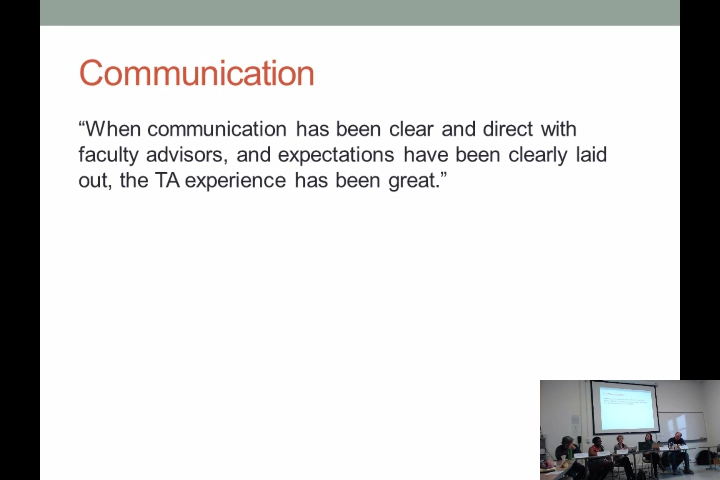 Communication
“When communication has been clear and direct with
faculty advisors, and expectations have been clearly laid
out, the TA experience has been great.”